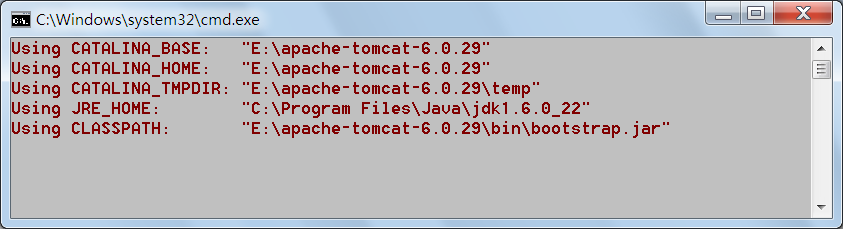 C:\Windows\system32\cmd.exe
Using CATALINA_BASE:   "E:\apache-tomcat-6.0.29"
Using CATALINA_HOME:   "E:\apache-tomcat-6.0.29"
Using CATALINA_TMPDIR: "E:\apache-tomcat-6.0.29\temp"
Using JRE_HOME:        "C:\Program Files\Java\jdk1.6.0_22"
Using CLASSPATH:       "E:\apache-tomcat-6.0.29\bin\bootstrap.jar"